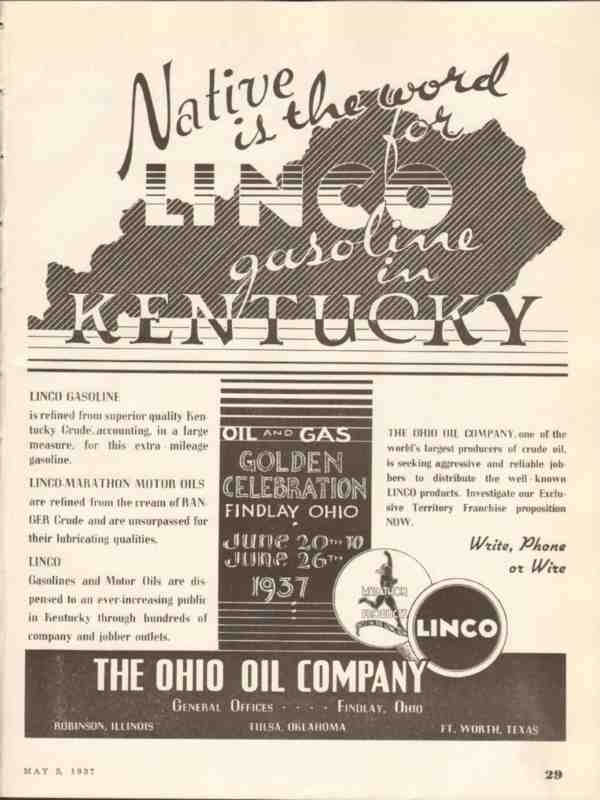 Native
is the word
for
LINCO
gasoline
in
KENTUCKY
LINCO GASOLINE
is refined from superior quality Ken-
tucky Crude, accounting, in a large
measure, for this extra mileage
gasoline.
LINCO-MARATHON MOTOR OILS
are refined from the cream of RAN-
GER Crude and are unsurpassed for
their lubricating qualities.
LINCO
Gasolines and Motor Oils are dis-
pensed to an ever-increasing public
in Kentucky through hundreds of
company and jobber outlets.
OIL AND GAS
GOLDEN
CELEBRATION
FINDLAY OHIO
JUNE 20TH TO
JUNE 26TH
1937
THE OHIO OIL COMPANY, one of the
world's largest producers of crude oil,
is seeking aggressive and reliable job-
bers to distribute the well-known
LINCO products. Investigate our Exclu-
sive Territory Franchise proposition
NOW.
Write, Phone
or Wire
MARATHON
PRODUCTS
LINCO
THE OHIO OIL COMPANY
GENERAL OFFICES - - - - FINDLAY, OHIO
ROBINSON, ILLINOIS TULSA, OKLAHOMA FT. WORTH, TEXAS
MAY 5, 1937 29